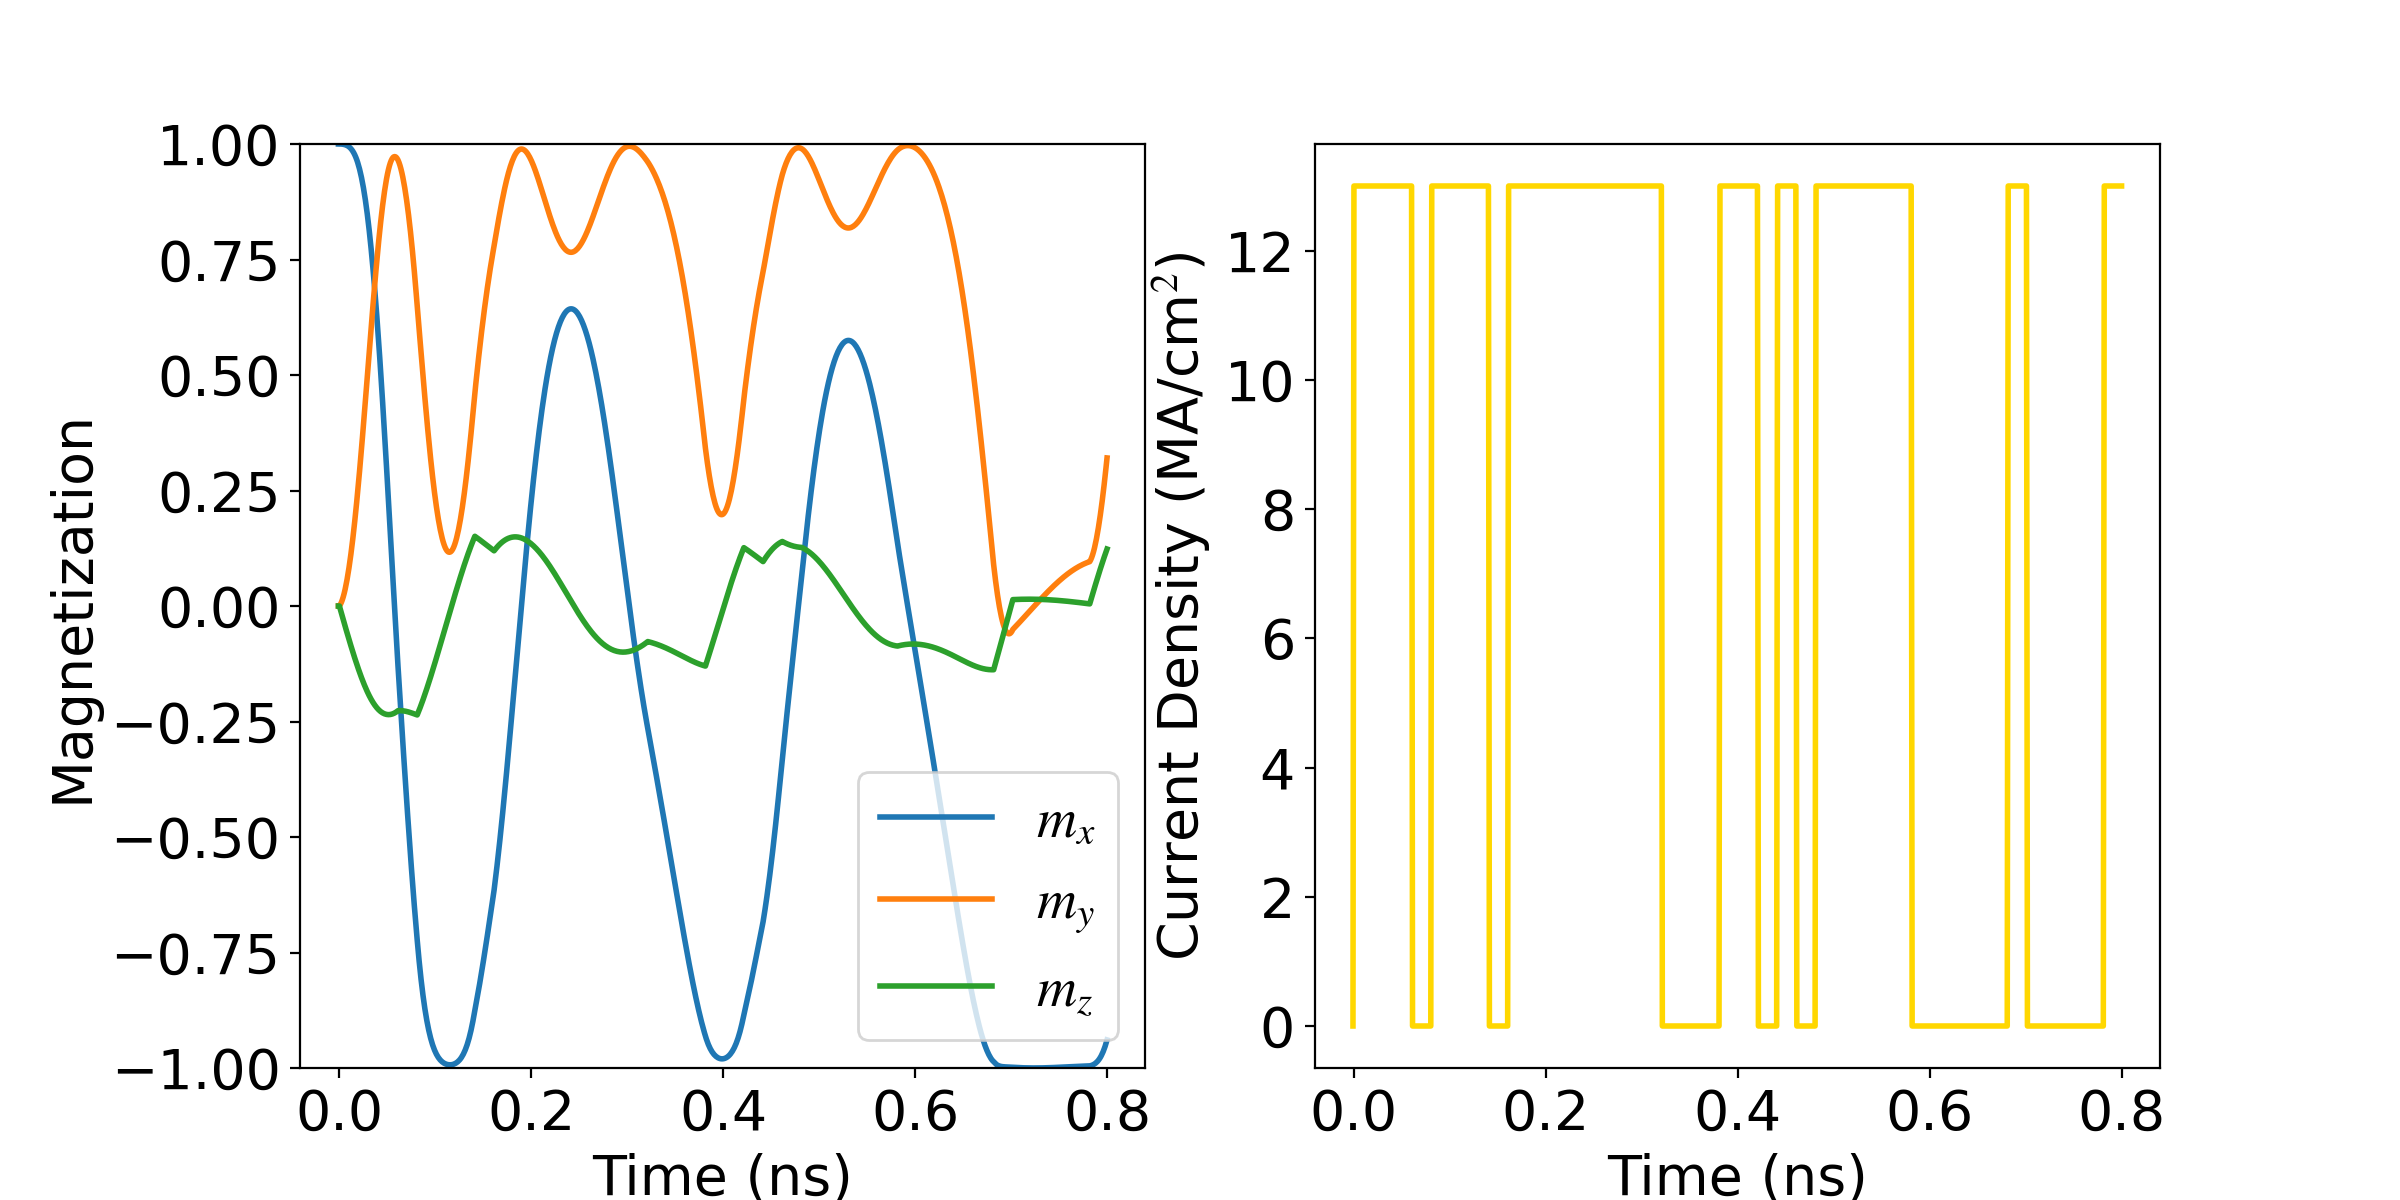 Magnetization
1.00
0.75
0.50
0.25
0.00
−0.25
−0.50
−0.75
−1.00
0.0 0.2 0.4 0.6 0.8
Time (ns)
m_x
m_y
m_z
Current Density (MA/cm²)
12
10
8
6
4
2
0
0.0 0.2 0.4 0.6 0.8
Time (ns)